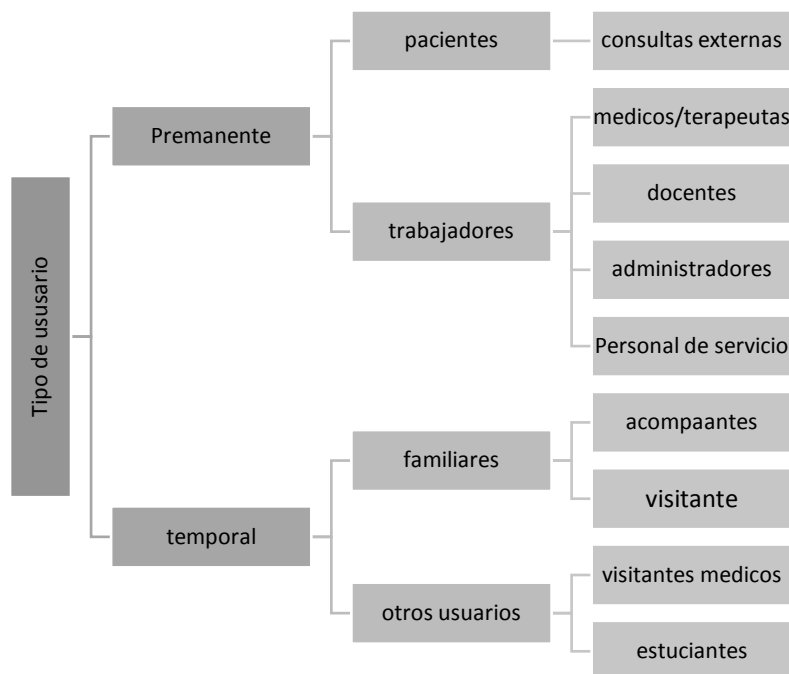 Tipo de ususario
Premanente
pacientes
consultas externas
trabajadores
medicos/terapeutas
docentes
administradores
Personal de servicio
temporal
familiares
acompaantes
visitante
otros usuarios
visitantes medicos
estuciantes